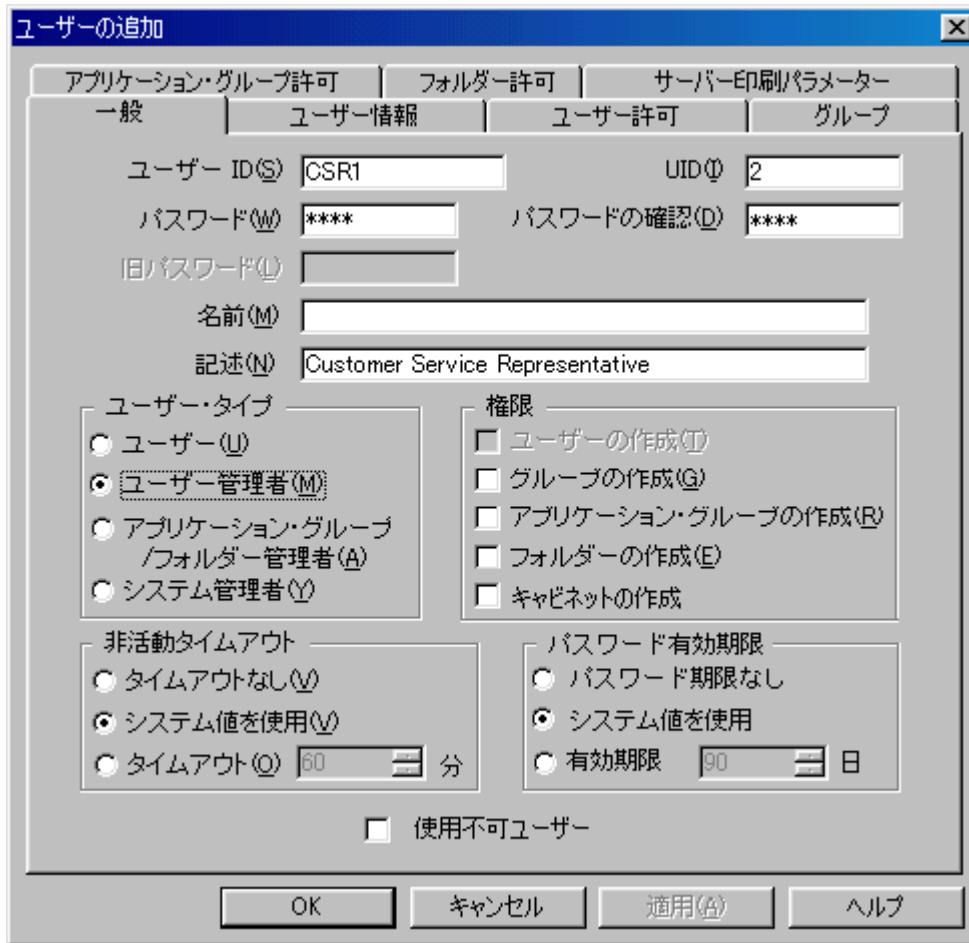 ユーザーの追加
アプリケーション・グループ許可 フォルダー許可 サーバー印刷パラメーター
一般 ユーザー情報 ユーザー許可 グループ
ユーザー ID(S) CSR1 UID(I) 2
パスワード(W) **** パスワードの確認(D) ****
旧パスワード(L)
名前(M)
記述(N) Customer Service Representative
ユーザー・タイプ
ユーザー(U)
ユーザー管理者(M)
アプリケーション・グループ
/フォルダー管理者(A)
システム管理者(Y)
権限
ユーザーの作成(T)
グループの作成(G)
アプリケーション・グループの作成(R)
フォルダーの作成(E)
キャビネットの作成
非活動タイムアウト
タイムアウトなし(V)
システム値を使用(V)
タイムアウト(O) 60 分
パスワード有効期限
パスワード期限なし
システム値を使用
有効期限 90 日
使用不可ユーザー
OK キャンセル 適用(A) ヘルプ